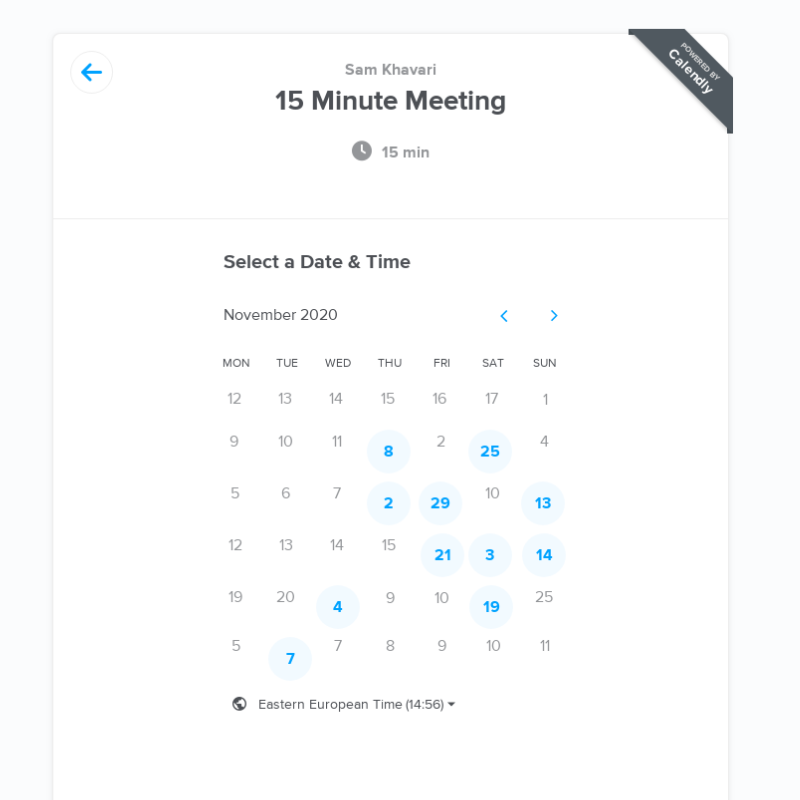 POWERED BY
Calendly
Sam Khavari
15 Minute Meeting
15 min
Select a Date & Time
November 2020
MON TUE WED THU FRI SAT SUN
12 13 14 15 16 17 1
9 10 11 8 2 25 4
5 6 7 2 29 10 13
12 13 14 15 21 3 14
19 20 4 9 10 19 25
5 7 7 8 9 10 11
Eastern European Time (14:56)